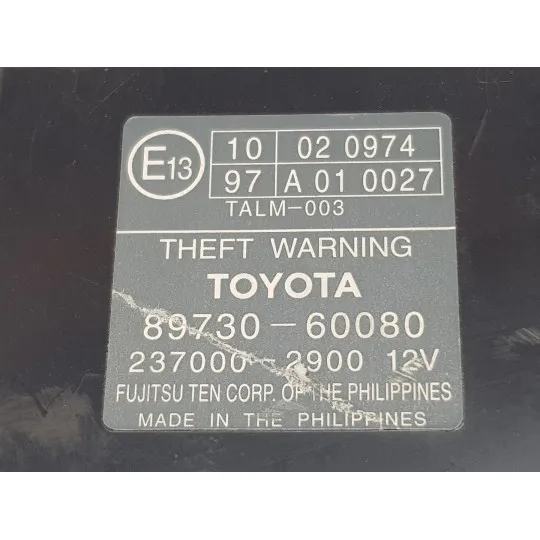 E13
10 02 0974
97 A 01 0027
TALM-003
THEFT WARNING
TOYOTA
89730-60080
237000-2900 12V
FUJITSU TEN CORP. OF THE PHILIPPINES
MADE IN THE PHILIPPINES